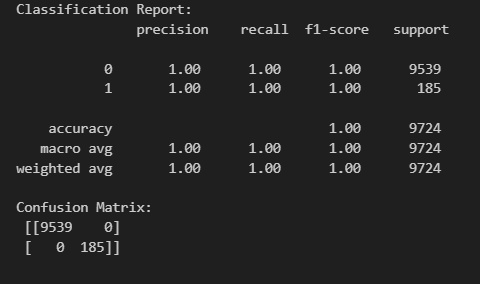 Classification Report:
precision recall f1-score support
0 1.00 1.00 1.00 9539
1 1.00 1.00 1.00 185
accuracy 1.00 9724
macro avg 1.00 1.00 1.00 9724
weighted avg 1.00 1.00 1.00 9724
Confusion Matrix:
[[9539 0]
[ 0 185]]